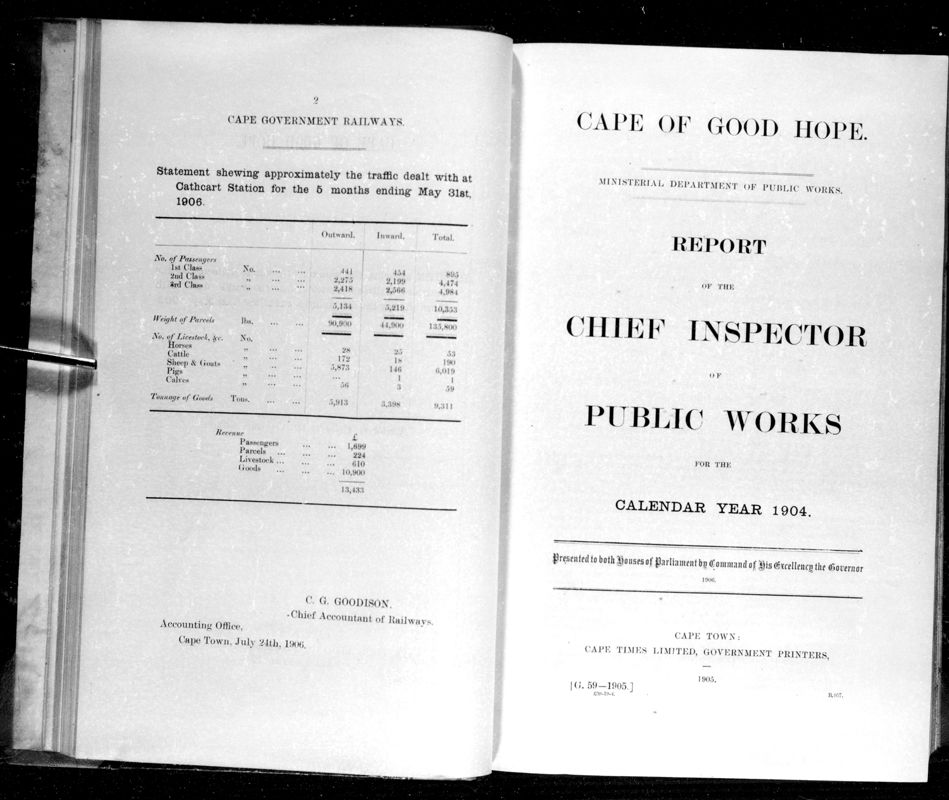 2
CAPE GOVERNMENT RAILWAYS.
Statement shewing approximately the traffic dealt with at
Cathcart Station for the 5 months ending May 31st,
1906.
Outward. Inward. Total.
No. of Passengers
1st Class No. ... ... 441 454 895
2nd Class „ ... ... 2,275 2,199 4,474
3rd Class „ ... ... 2,418 2,566 4,984
5,134 5,219 10,353
Weight of Parcels lbs. ... ... 90,900 44,900 135,800
No. of Livestock, &c. No.
Horses „ ... ... 28 25 53
Cattle „ ... ... 172 18 190
Sheep & Goats „ ... ... 5,873 146 6,019
Pigs „ ... ... ... 1 1
Calves „ ... ... 56 3 59
Tonnage of Goods Tons. ... ... 5,913 3,398 9,311
Revenue £
Passengers ... ... 1,699
Parcels ... ... ... 224
Livestock ... ... ... 610
Goods ... ... ... 10,900
13,433
C. G. GOODISON,
Chief Accountant of Railways.
Accounting Office,
Cape Town, July 24th, 1906.
CAPE OF GOOD HOPE.
MINISTERIAL DEPARTMENT OF PUBLIC WORKS.
REPORT
OF THE
CHIEF INSPECTOR
OF
PUBLIC WORKS
FOR THE
CALENDAR YEAR 1904.
Presented to both Houses of Parliament by Command of His Excellency the Governor
1906.
CAPE TOWN:
CAPE TIMES LIMITED, GOVERNMENT PRINTERS,
1905.
[G. 59—1905.]